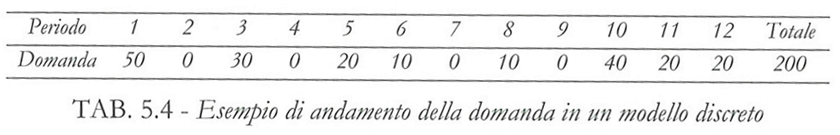 Periodo 1 2 3 4 5 6 7 8 9 10 11 12 Totale
Domanda 50 0 30 0 20 10 0 10 0 40 20 20 200
TAB. 5.4 - Esempio di andamento della domanda in un modello discreto